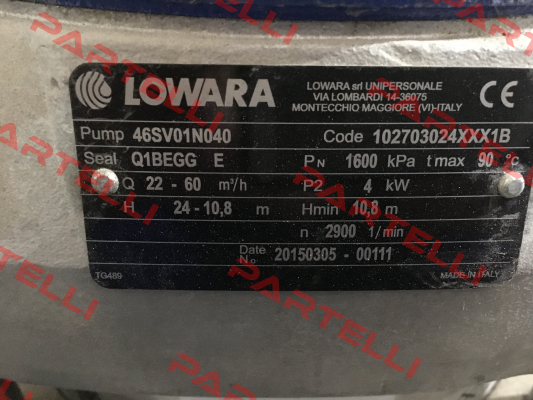 LOWARA
LOWARA srl UNIPERSONALE
VIA LOMBARDI 14-36075
MONTECCHIO MAGGIORE (VI)-ITALY
Pump 46SV01N040 Code 102703024XXX1B
Seal Q1BEGG E PN 1600 kPa t max 90 °C
Q 22 - 60 m³/h P2 4 kW
H 24 - 10,8 m Hmin 10,8 m
n 2900 1/min
Date
No 20150305 - 00111
TG489 MADE IN ITALY
PARTELLI
PARTELLI
PARTELLI
PARTELLI
PARTELLI